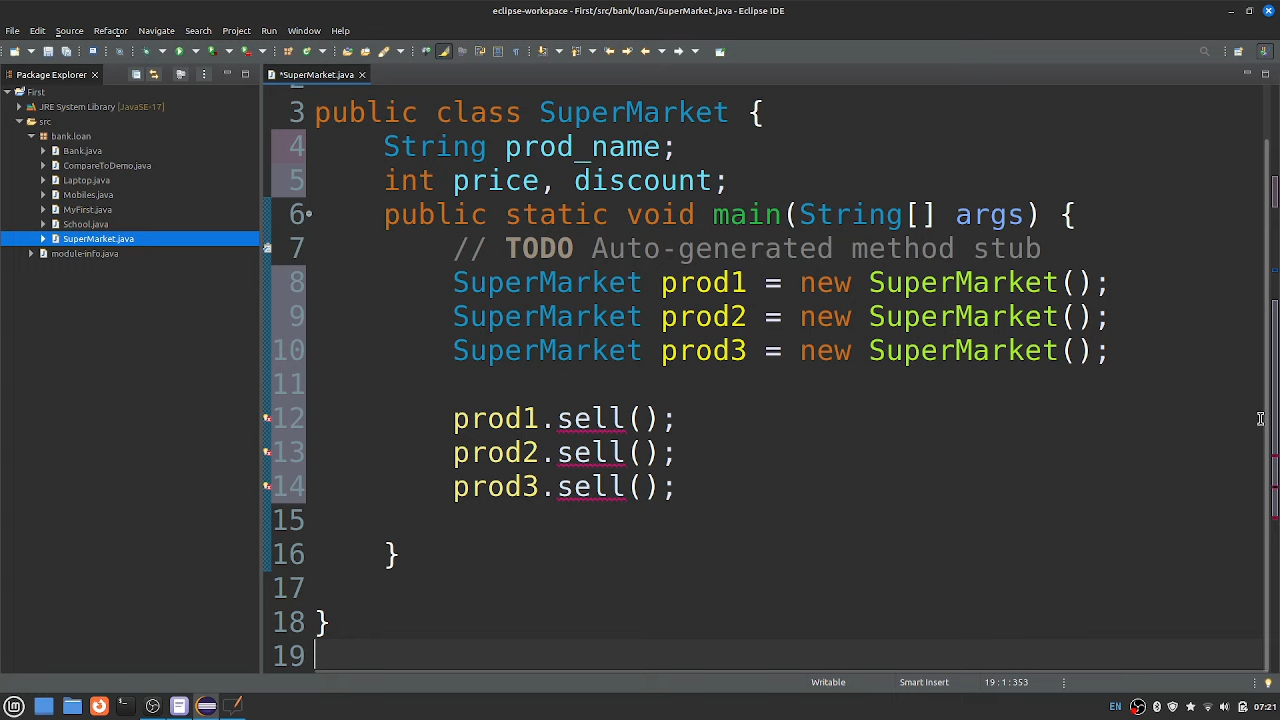 eclipse-workspace - First/src/bank/loan/SuperMarket.java - Eclipse IDE
File Edit Source Refactor Navigate Search Project Run Window Help
Package Explorer
*SuperMarket.java
First
JRE System Library [JavaSE-17]
src
bank.loan
Bank.java
CompareToDemo.java
Laptop.java
Mobiles.java
MyFirst.java
School.java
SuperMarket.java
module-info.java
3 public class SuperMarket {
4 String prod_name;
5 int price, discount;
6 public static void main(String[] args) {
7 // TODO Auto-generated method stub
8 SuperMarket prod1 = new SuperMarket();
9 SuperMarket prod2 = new SuperMarket();
10 SuperMarket prod3 = new SuperMarket();
11
12 prod1.sell();
13 prod2.sell();
14 prod3.sell();
15
16 }
17
18 }
19
Writable Smart Insert 19 : 1 : 353
EN 07:21